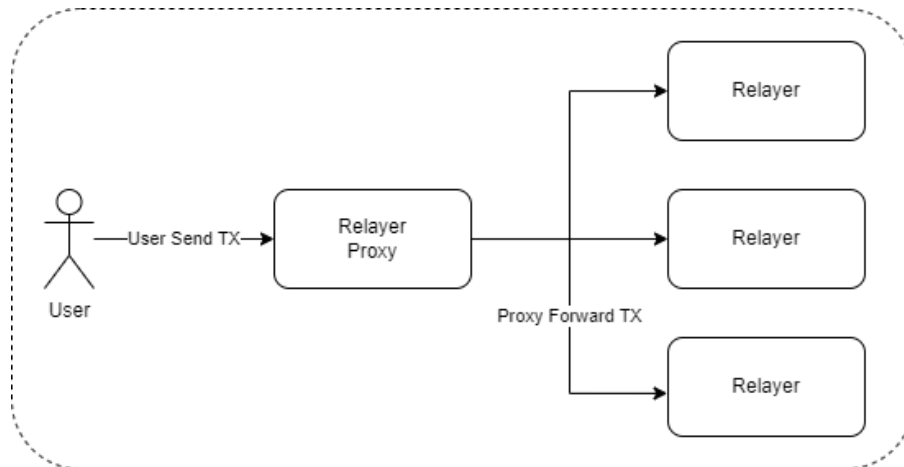 Relayer
User Send TX
Relayer
Proxy
Relayer
User
Proxy Forward TX
Relayer